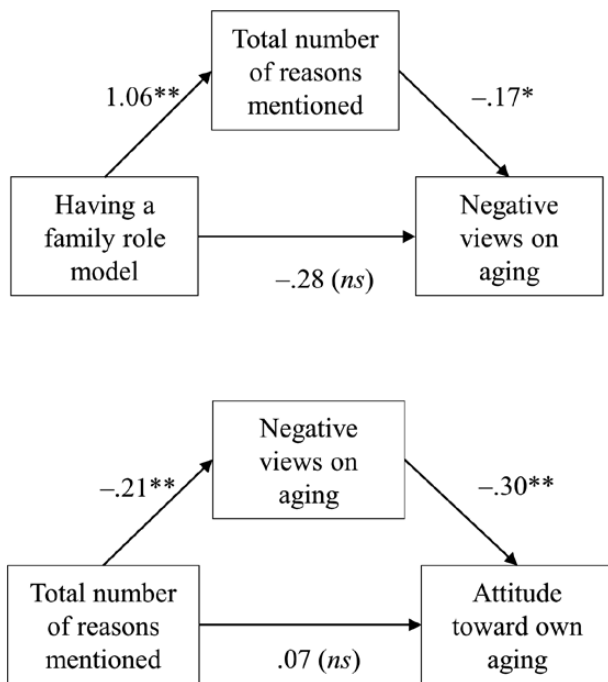 Total number
of reasons
mentioned
1.06**
–.17*
Having a
family role
model
Negative
views on
aging
–.28 (ns)
Negative
views on
aging
–.21**
–.30**
Total number
of reasons
mentioned
Attitude
toward own
aging
.07 (ns)